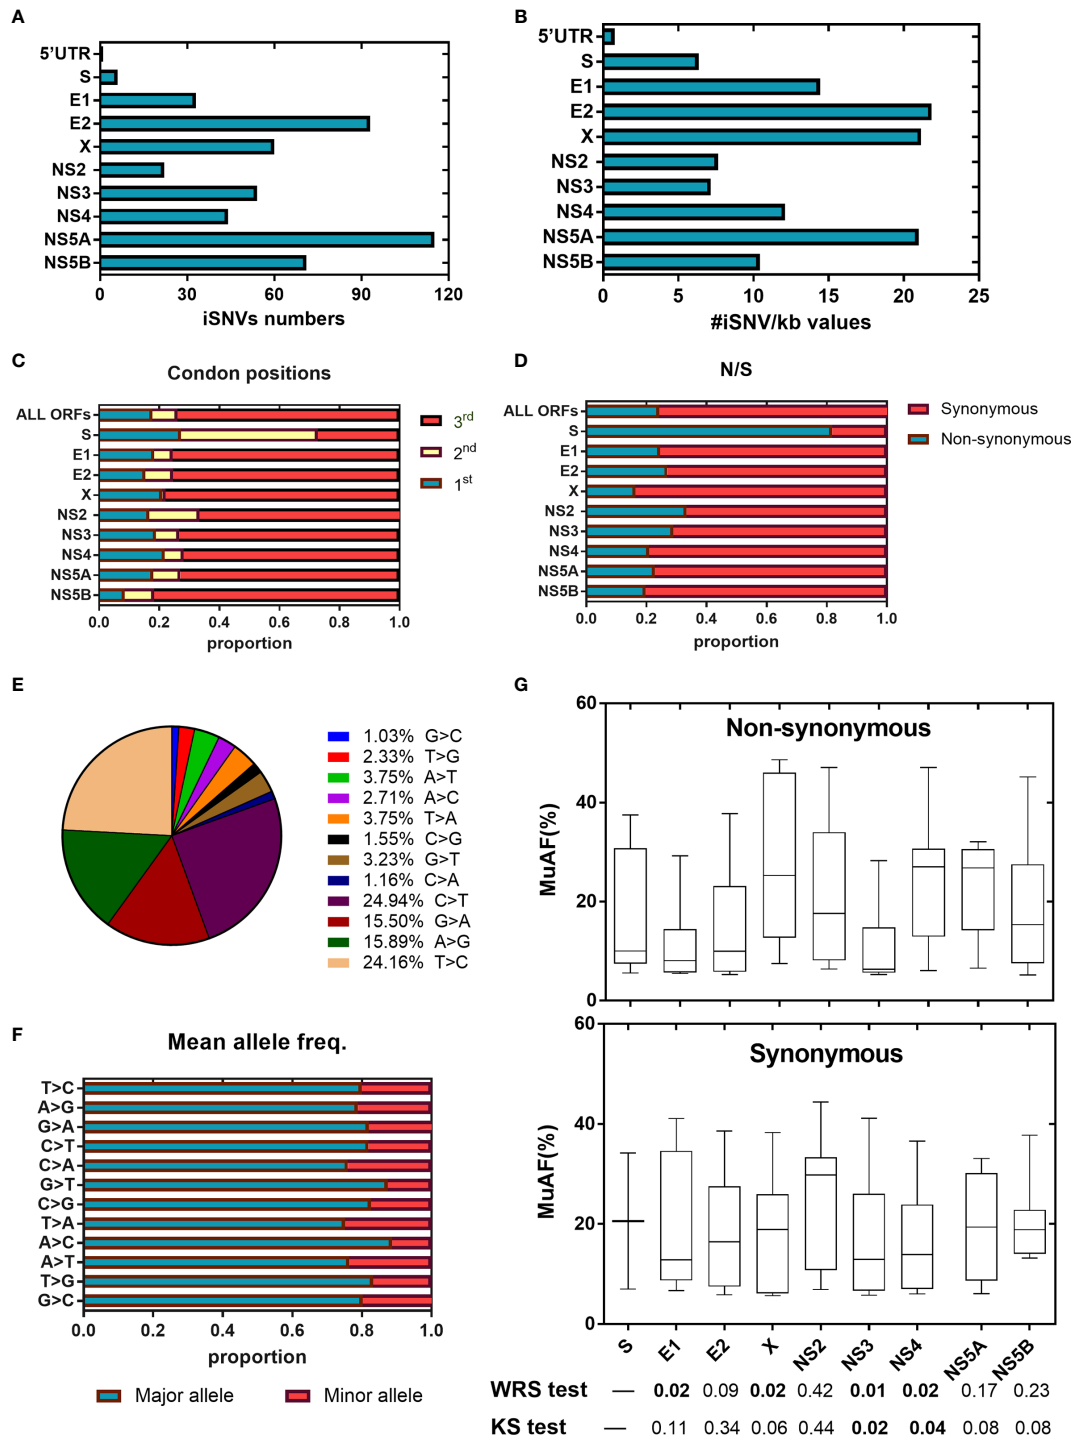 A
5'UTR
S
E1
E2
X
NS2
NS3
NS4
NS5A
NS5B
0 30 60 90 120
iSNVs numbers
B
5'UTR
S
E1
E2
X
NS2
NS3
NS4
NS5A
NS5B
0 5 10 15 20 25
#iSNV/kb values
C
Condon positions
ALL ORFs
S
E1
E2
X
NS2
NS3
NS4
NS5A
NS5B
0.0 0.2 0.4 0.6 0.8 1.0
proportion
3rd
2nd
1st
D
N/S
ALL ORFs
S
E1
E2
X
NS2
NS3
NS4
NS5A
NS5B
0.0 0.2 0.4 0.6 0.8 1.0
proportion
Synonymous
Non-synonymous
E
1.03% G>C
2.33% T>G
3.75% A>T
2.71% A>C
3.75% T>A
1.55% C>G
3.23% G>T
1.16% C>A
24.94% C>T
15.50% G>A
15.89% A>G
24.16% T>C
F
Mean allele freq.
T>C
A>G
G>A
C>T
C>A
G>T
C>G
T>A
A>C
A>T
T>G
G>C
0.0 0.2 0.4 0.6 0.8 1.0
proportion
Major allele
Minor allele
G
Non-synonymous
MuAF(%)
60
40
20
0
Synonymous
MuAF(%)
60
40
20
0
S E1 E2 X NS2 NS3 NS4 NS5A NS5B
WRS test — 0.02 0.09 0.02 0.42 0.01 0.02 0.17 0.23
KS test — 0.11 0.34 0.06 0.44 0.02 0.04 0.08 0.08